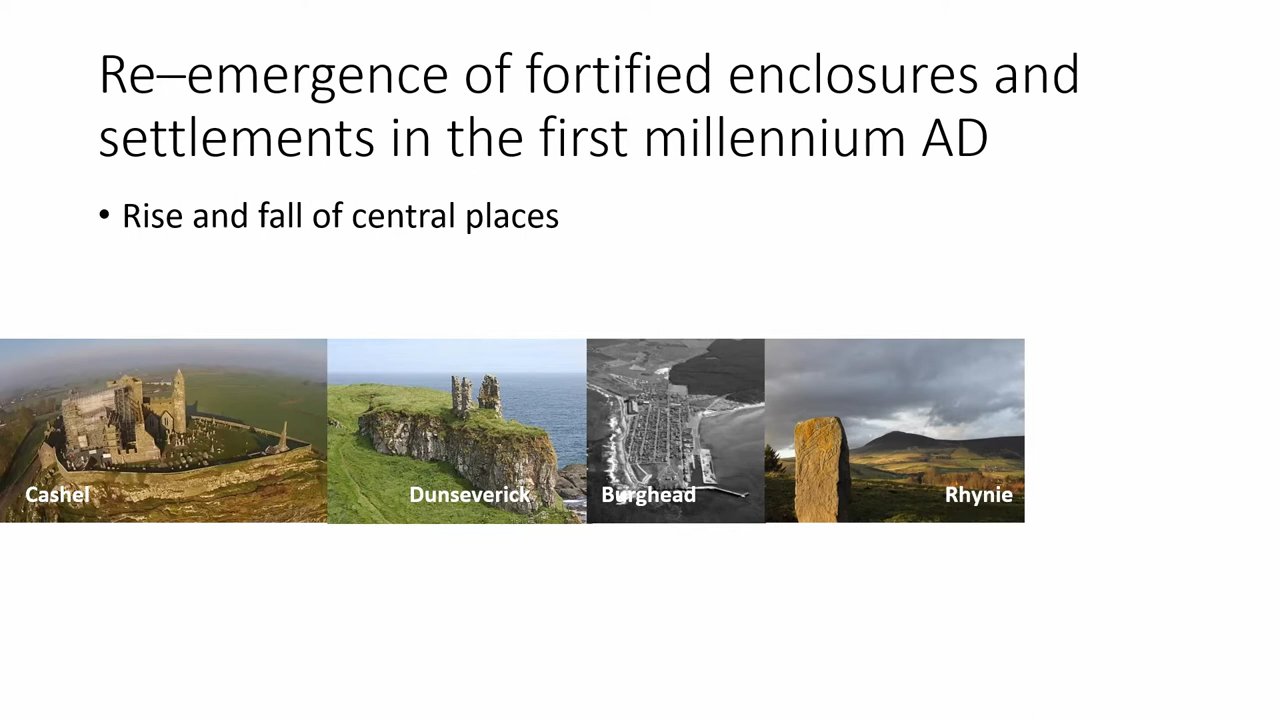 Re–emergence of fortified enclosures and
settlements in the first millennium AD
• Rise and fall of central places
Cashel
Dunseverick
Burghead
Rhynie